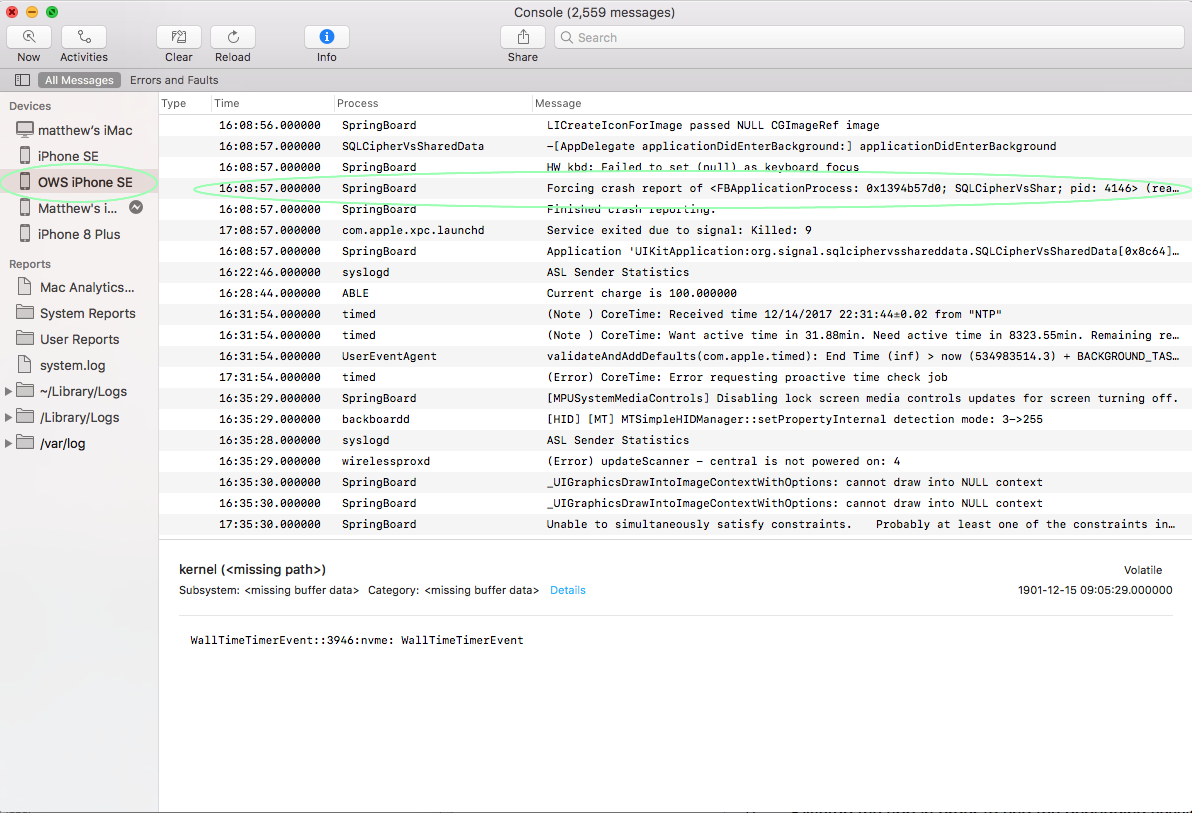 Console (2,559 messages)
Now Activities Clear Reload Info Share Search
All Messages Errors and Faults
Devices
matthew's iMac
iPhone SE
OWS iPhone SE
Matthew's i...
iPhone 8 Plus
Reports
Mac Analytics...
System Reports
User Reports
system.log
~/Library/Logs
/Library/Logs
/var/log
Type Time Process Message
16:08:56.000000 SpringBoard LICreateIconForImage passed NULL CGImageRef image
16:08:57.000000 SQLCipherVsSharedData -[AppDelegate applicationDidEnterBackground:] applicationDidEnterBackground
16:08:57.000000 SpringBoard HW kbd: Failed to set (null) as keyboard focus
16:08:57.000000 SpringBoard Forcing crash report of <FBApplicationProcess: 0x1394b57d0; SQLCipherVsShar; pid: 4146> (rea...
16:08:57.000000 SpringBoard Finished crash reporting.
17:08:57.000000 com.apple.xpc.launchd Service exited due to signal: Killed: 9
16:08:57.000000 SpringBoard Application 'UIKitApplication:org.signal.sqlciphervsshareddata.SQLCipherVsSharedData[0x8c64]...
16:22:46.000000 syslogd ASL Sender Statistics
16:28:44.000000 ABLE Current charge is 100.000000
16:31:54.000000 timed (Note ) CoreTime: Received time 12/14/2017 22:31:44±0.02 from "NTP"
16:31:54.000000 timed (Note ) CoreTime: Want active time in 31.88min. Need active time in 8323.55min. Remaining re...
16:31:54.000000 UserEventAgent validateAndAddDefaults(com.apple.timed): End Time (inf) > now (534983514.3) + BACKGROUND_TAS...
17:31:54.000000 timed (Error) CoreTime: Error requesting proactive time check job
16:35:29.000000 SpringBoard [MPUSystemMediaControls] Disabling lock screen media controls updates for screen turning off.
16:35:29.000000 backboardd [HID] [MT] MTSimpleHIDManager::setPropertyInternal detection mode: 3->255
16:35:28.000000 syslogd ASL Sender Statistics
16:35:29.000000 wirelessproxd (Error) updateScanner - central is not powered on: 4
16:35:30.000000 SpringBoard _UIGraphicsDrawIntoImageContextWithOptions: cannot draw into NULL context
16:35:30.000000 SpringBoard _UIGraphicsDrawIntoImageContextWithOptions: cannot draw into NULL context
17:35:30.000000 SpringBoard Unable to simultaneously satisfy constraints. Probably at least one of the constraints in...
kernel (<missing path>) Volatile
Subsystem: <missing buffer data> Category: <missing buffer data> Details 1901-12-15 09:05:29.000000
WallTimeTimerEvent::3946:nvme: WallTimeTimerEvent